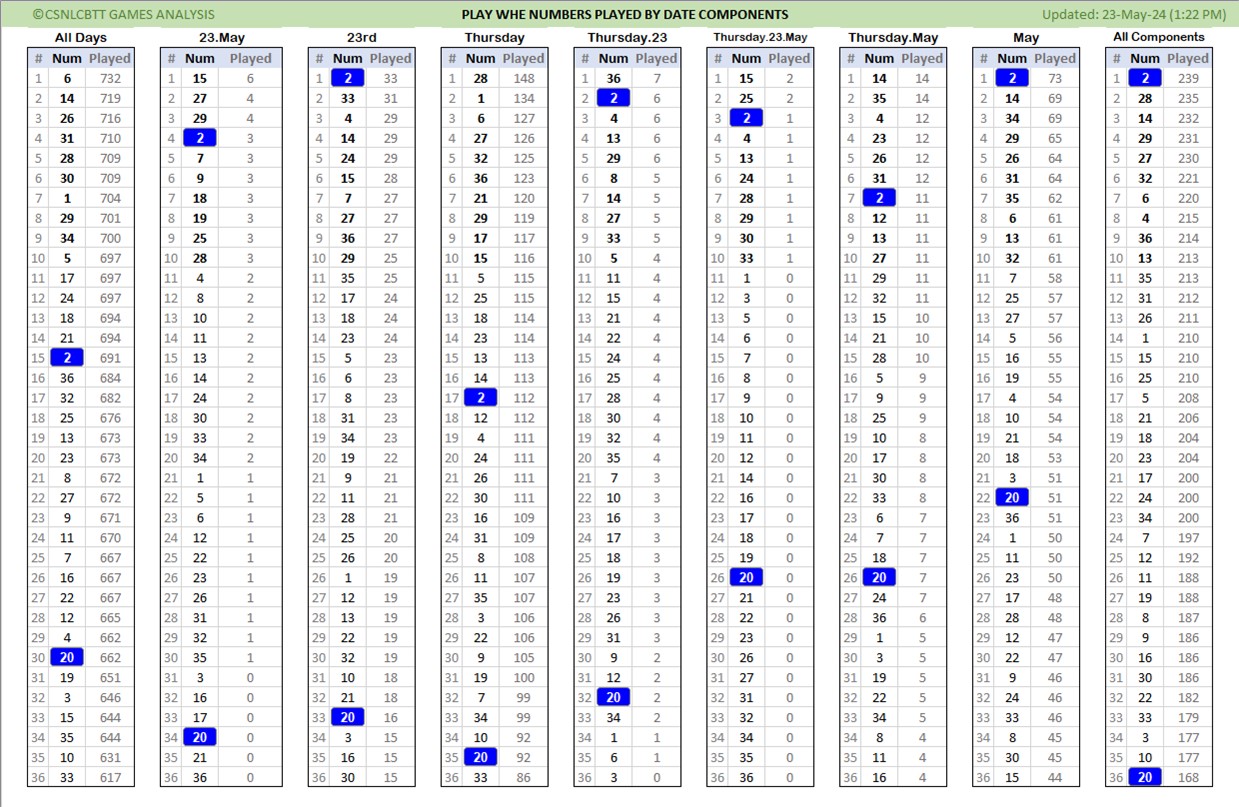 ©CSNLCBTT GAMES ANALYSIS PLAY WHE NUMBERS PLAYED BY DATE COMPONENTS Updated: 23-May-24 (1:22 PM)
All Days 23.May 23rd Thursday Thursday.23 Thursday.23.May Thursday.May May All Components
# Num Played # Num Played # Num Played # Num Played # Num Played # Num Played # Num Played # Num Played # Num Played
1 6 732 1 15 6 1 2 33 1 28 148 1 36 7 1 15 2 1 14 14 1 2 73 1 2 239
2 14 719 2 27 4 2 33 31 2 1 134 2 2 6 2 25 2 2 35 14 2 14 69 2 28 235
3 26 716 3 29 4 3 4 29 3 6 127 3 4 6 3 2 1 3 4 12 3 34 69 3 14 232
4 31 710 4 2 3 4 14 29 4 27 126 4 13 6 4 4 1 4 23 12 4 29 65 4 29 231
5 28 709 5 7 3 5 24 29 5 32 125 5 29 6 5 13 1 5 26 12 5 26 64 5 27 230
6 30 709 6 9 3 6 15 28 6 36 123 6 8 5 6 24 1 6 31 12 6 31 64 6 32 221
7 1 704 7 18 3 7 7 27 7 21 120 7 14 5 7 28 1 7 2 11 7 35 62 7 6 220
8 29 701 8 19 3 8 27 27 8 29 119 8 27 5 8 29 1 8 12 11 8 6 61 8 4 215
9 34 700 9 25 3 9 36 27 9 17 117 9 33 5 9 30 1 9 13 11 9 13 61 9 36 214
10 5 697 10 28 3 10 29 25 10 15 116 10 5 4 10 33 1 10 27 11 10 32 61 10 13 213
11 17 697 11 4 2 11 35 25 11 5 115 11 11 4 11 1 0 11 29 11 11 7 58 11 35 213
12 24 697 12 8 2 12 17 24 12 25 115 12 15 4 12 3 0 12 32 11 12 25 57 12 31 212
13 18 694 13 10 2 13 18 24 13 18 114 13 21 4 13 5 0 13 15 10 13 27 57 13 26 211
14 21 694 14 11 2 14 23 24 14 23 114 14 22 4 14 6 0 14 21 10 14 5 56 14 1 210
15 2 691 15 13 2 15 5 23 15 13 113 15 24 4 15 7 0 15 28 10 15 16 55 15 15 210
16 36 684 16 14 2 16 6 23 16 14 113 16 25 4 16 8 0 16 5 9 16 19 55 16 25 210
17 32 682 17 24 2 17 8 23 17 2 112 17 28 4 17 9 0 17 9 9 17 4 54 17 5 208
18 25 676 18 30 2 18 31 23 18 12 112 18 30 4 18 10 0 18 25 9 18 10 54 18 21 206
19 13 673 19 33 2 19 34 23 19 4 111 19 32 4 19 11 0 19 10 8 19 21 54 19 18 204
20 23 673 20 34 2 20 19 22 20 24 111 20 35 4 20 12 0 20 17 8 20 18 53 20 23 204
21 8 672 21 1 1 21 9 21 21 26 111 21 7 3 21 14 0 21 30 8 21 3 51 21 17 200
22 27 672 22 5 1 22 11 21 22 30 111 22 10 3 22 16 0 22 33 8 22 20 51 22 24 200
23 9 671 23 6 1 23 28 21 23 16 109 23 16 3 23 17 0 23 6 7 23 36 51 23 34 200
24 11 670 24 12 1 24 25 20 24 31 109 24 17 3 24 18 0 24 7 7 24 1 50 24 7 197
25 7 667 25 22 1 25 26 20 25 8 108 25 18 3 25 19 0 25 18 7 25 11 50 25 12 192
26 16 667 26 23 1 26 1 19 26 11 107 26 19 3 26 20 0 26 20 7 26 23 50 26 11 188
27 22 667 27 26 1 27 12 19 27 35 107 27 23 3 27 21 0 27 24 7 27 17 48 27 19 188
28 12 665 28 31 1 28 13 19 28 3 106 28 26 3 28 22 0 28 36 6 28 28 48 28 8 187
29 4 662 29 32 1 29 22 19 29 22 106 29 31 3 29 23 0 29 1 5 29 12 47 29 9 186
30 20 662 30 35 1 30 32 19 30 9 105 30 9 2 30 26 0 30 3 5 30 22 47 30 16 186
31 19 651 31 3 0 31 10 18 31 19 100 31 12 2 31 27 0 31 19 5 31 9 46 31 30 186
32 3 646 32 16 0 32 21 18 32 7 99 32 20 2 32 31 0 32 22 5 32 24 46 32 22 182
33 15 644 33 17 0 33 20 16 33 34 99 33 34 2 33 32 0 33 34 5 33 33 46 33 33 179
34 35 644 34 20 0 34 3 15 34 10 92 34 1 1 34 34 0 34 8 4 34 8 45 34 3 177
35 10 631 35 21 0 35 16 15 35 20 92 35 6 1 35 35 0 35 11 4 35 30 45 35 10 177
36 33 617 36 36 0 36 30 15 36 33 86 36 3 0 36 36 0 36 16 4 36 15 44 36 20 168